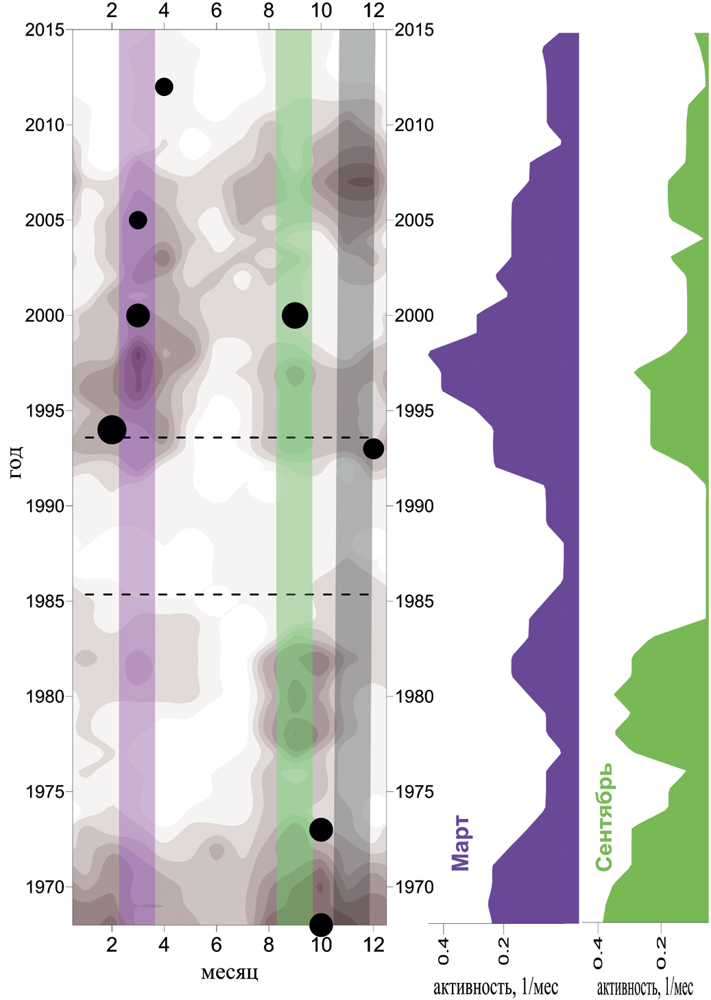 2 4 6 8 10 12
2015 2015
2010 2010
2005 2005
2000 2000
1995 1995
год
1990 1990
1985 1985
1980 1980
1975 1975
1970 1970
2 4 6 8 10 12
месяц
Март
0.4 0.2
активность, 1/мес
Сентябрь
0.4 0.2
активность, 1/мес